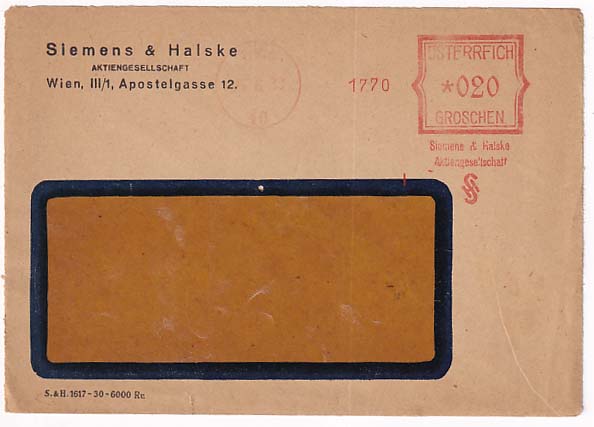 Siemens & Halske
AKTIENGESELLSCHAFT
Wien, III/1, Apostelgasse 12.
1770
ÖSTERREICH
*020
GROSCHEN
Siemens & Halske
Aktiengesellschaft
S.&H. 1617-30-6000 Ru